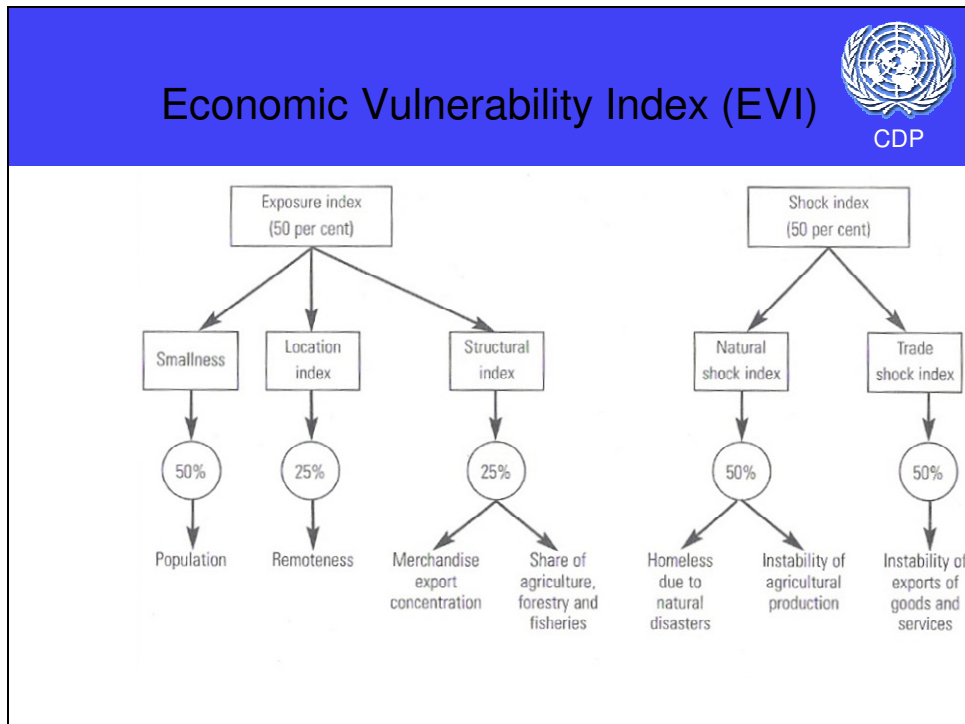 Economic Vulnerability Index (EVI)
CDP
Exposure index
(50 per cent)
Shock index
(50 per cent)
Smallness
Location
index
Structural
index
Natural
shock index
Trade
shock index
50%
25%
25%
50%
50%
Population
Remoteness
Merchandise
export
concentration
Share of
agriculture,
forestry and
fisheries
Homeless
due to
natural
disasters
Instability of
agricultural
production
Instability of
exports of
goods and
services